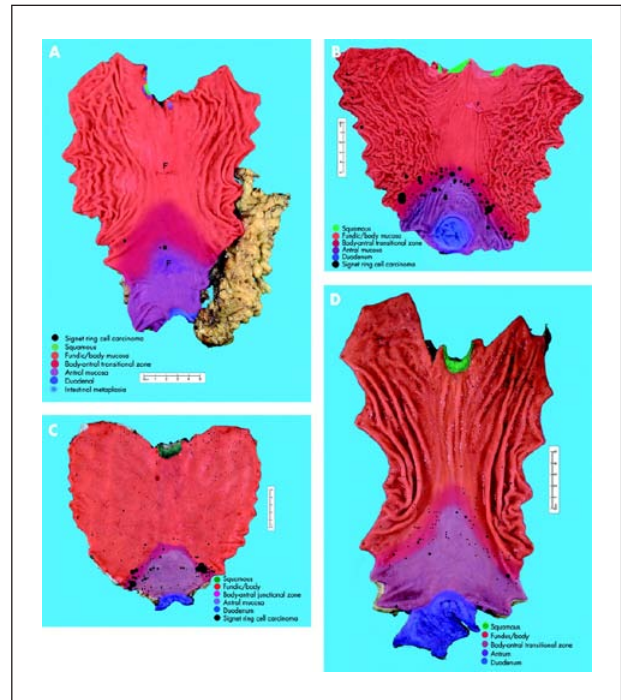 A
F
F
Signet ring cell carcinoma
Squamous
Fundic/body mucosa
Body-antral transitional zone
Antral mucosa
Duodenal
Intestinal metaplasia
B
Squamous
Fundic/body mucosa
Body-antral transitional zone
Antral mucosa
Duodenum
Signet ring cell carcinoma
C
Squamous
Fundic/body
Body-antral junctional zone
Antral mucosa
Duodenum
Signet ring cell carcinoma
D
Squamous
Fundus/body
Body-antral transitional zone
Antrum
Duodenum